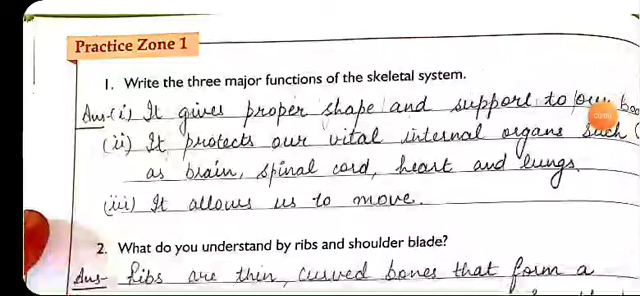 Practice Zone 1
1. Write the three major functions of the skeletal system.
Ans-(i) It gives proper shape and support to our
(ii) It protects our vital internal organs such
as brain, spinal cord, heart and lungs.
(iii) It allows us to move.
2. What do you understand by ribs and shoulder blade?
Ans- Ribs are thin, curved bones that form a